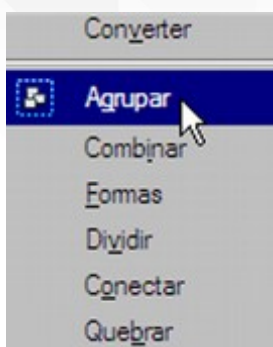 Converter
Agrupar
Combinar
Formas
Dividir
Conectar
Quebrar